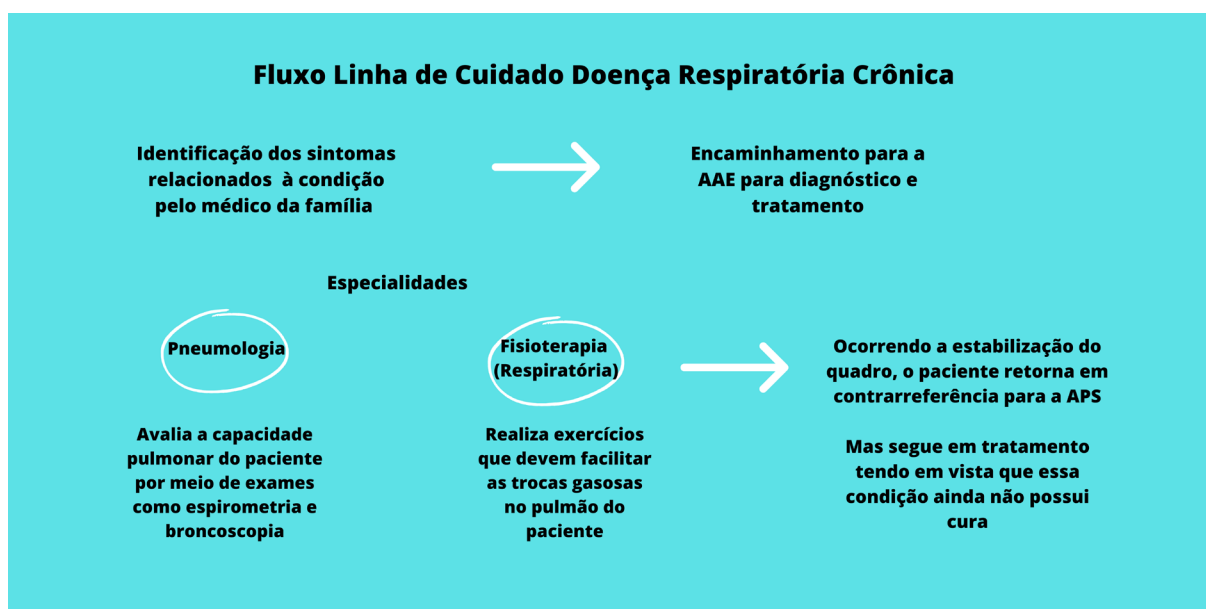 Fluxo Linha de Cuidado Doença Respiratória Crônica
Identificação dos sintomas
relacionados à condição
pelo médico da família
Encaminhamento para a
AAE para diagnóstico e
tratamento
Especialidades
Pneumologia
Avalia a capacidade
pulmonar do paciente
por meio de exames
como espirometria e
broncoscopia
Fisioterapia
(Respiratória)
Realiza exercícios
que devem facilitar
as trocas gasosas
no pulmão do
paciente
Ocorrendo a estabilização do
quadro, o paciente retorna em
contrarreferência para a APS
Mas segue em tratamento
tendo em vista que essa
condição ainda não possui
cura